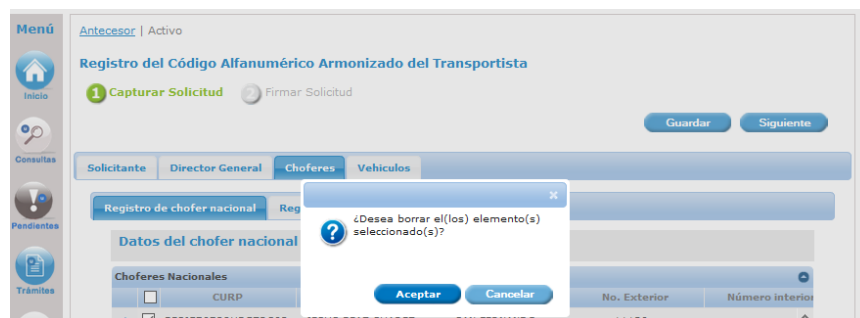 Menú
Antecesor | Activo
Registro del Código Alfanumérico Armonizado del Transportista
Inicio
1 Capturar Solicitud 2 Firmar Solicitud
Guardar Siguiente
Consultas
Solicitante Director General Choferes Vehiculos
x
Registro de chofer nacional Reg
¿Desea borrar el(los) elemento(s)
seleccionado(s)?
Pendientes
Datos del chofer nacional
Choferes Nacionales
Trámites
Aceptar Cancelar
CURP No. Exterior Número interior